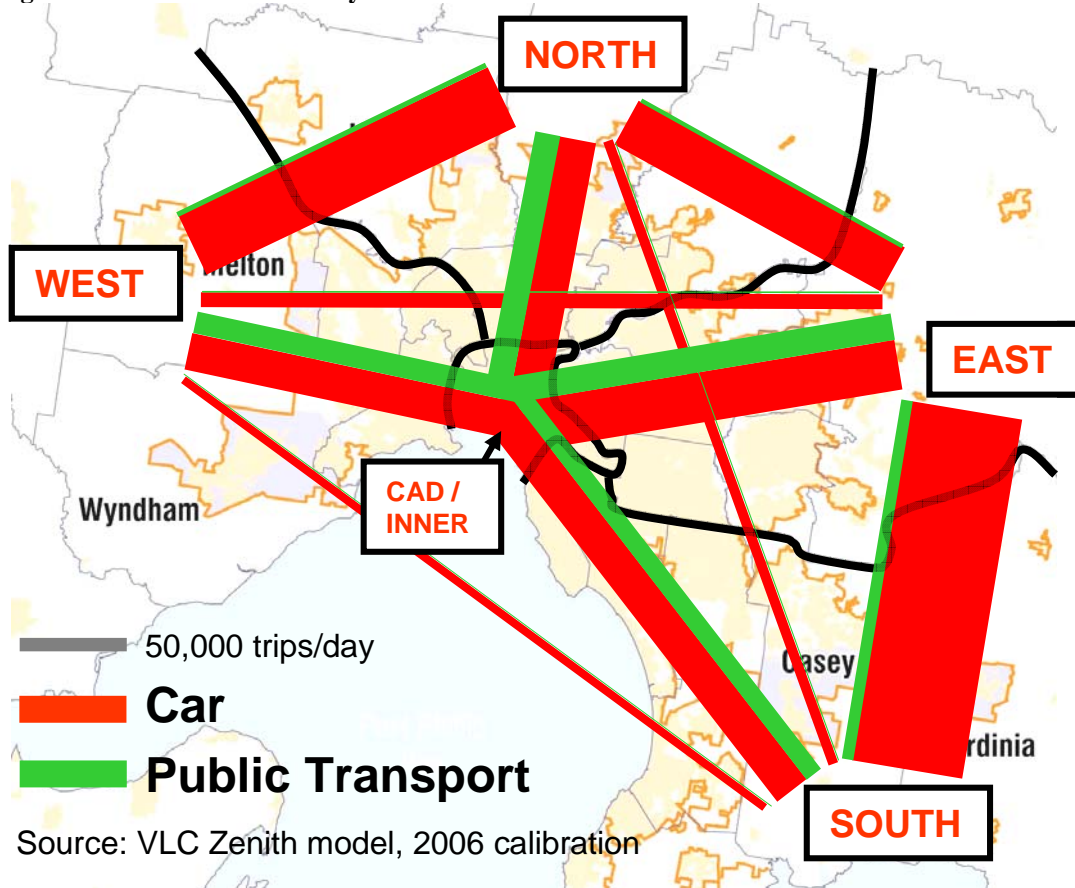 NORTH
WEST
Melton
EAST
CAD /
INNER
Wyndham
50,000 trips/day
Casey
Car
rdinia
Public Transport
SOUTH
Source: VLC Zenith model, 2006 calibration